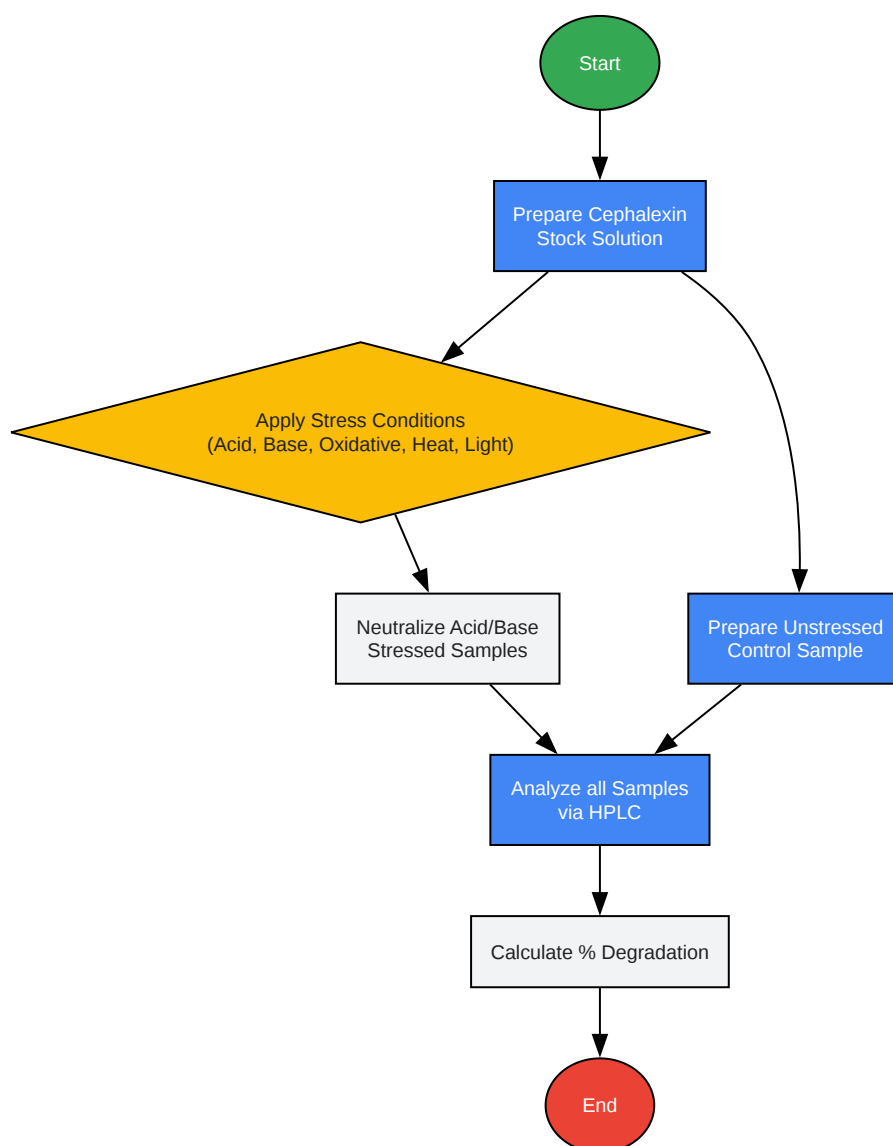 Start
Prepare Cephalexin
Stock Solution
Apply Stress Conditions
(Acid, Base, Oxidative, Heat, Light)
Neutralize Acid/Base
Stressed Samples
Prepare Unstressed
Control Sample
Analyze all Samples
via HPLC
Calculate % Degradation
End